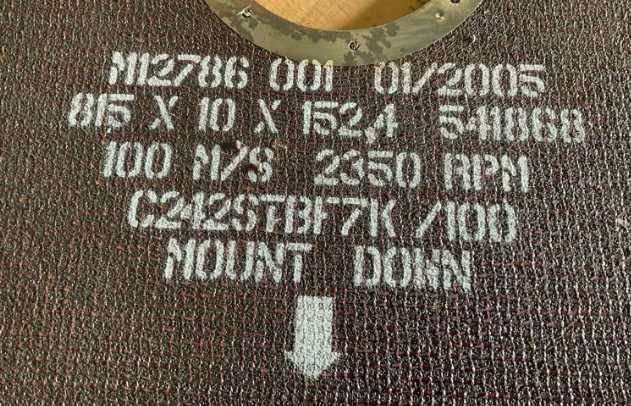 M12786 001 01/2005
815 X 10 X 152,4 541868
100 M/S 2350 RPM
C242STBF7K /100
MOUNT DOWN